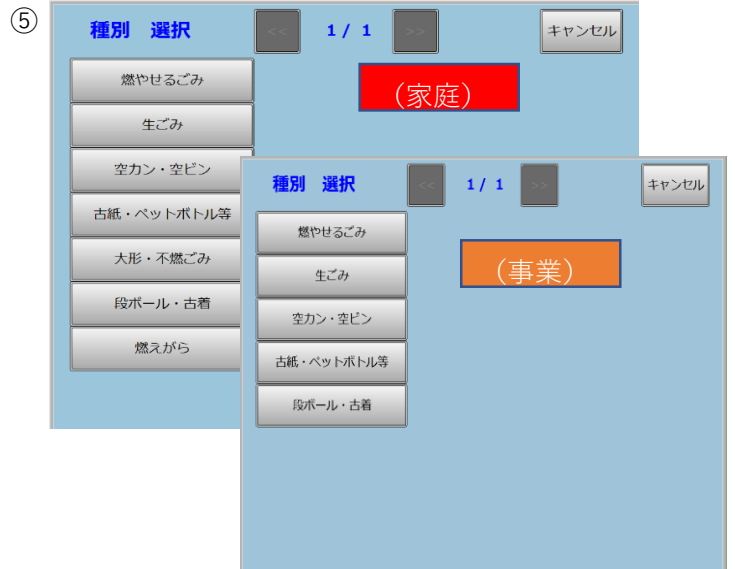 ⑤
種別 選択
<<
1 / 1
>>
キャンセル
(家庭)
燃やせるごみ
生ごみ
空カン・空ビン
古紙・ペットボトル等
大形・不燃ごみ
段ボール・古着
燃えがら
種別 選択
<<
1 / 1
>>
キャンセル
(事業)
燃やせるごみ
生ごみ
空カン・空ビン
古紙・ペットボトル等
段ボール・古着